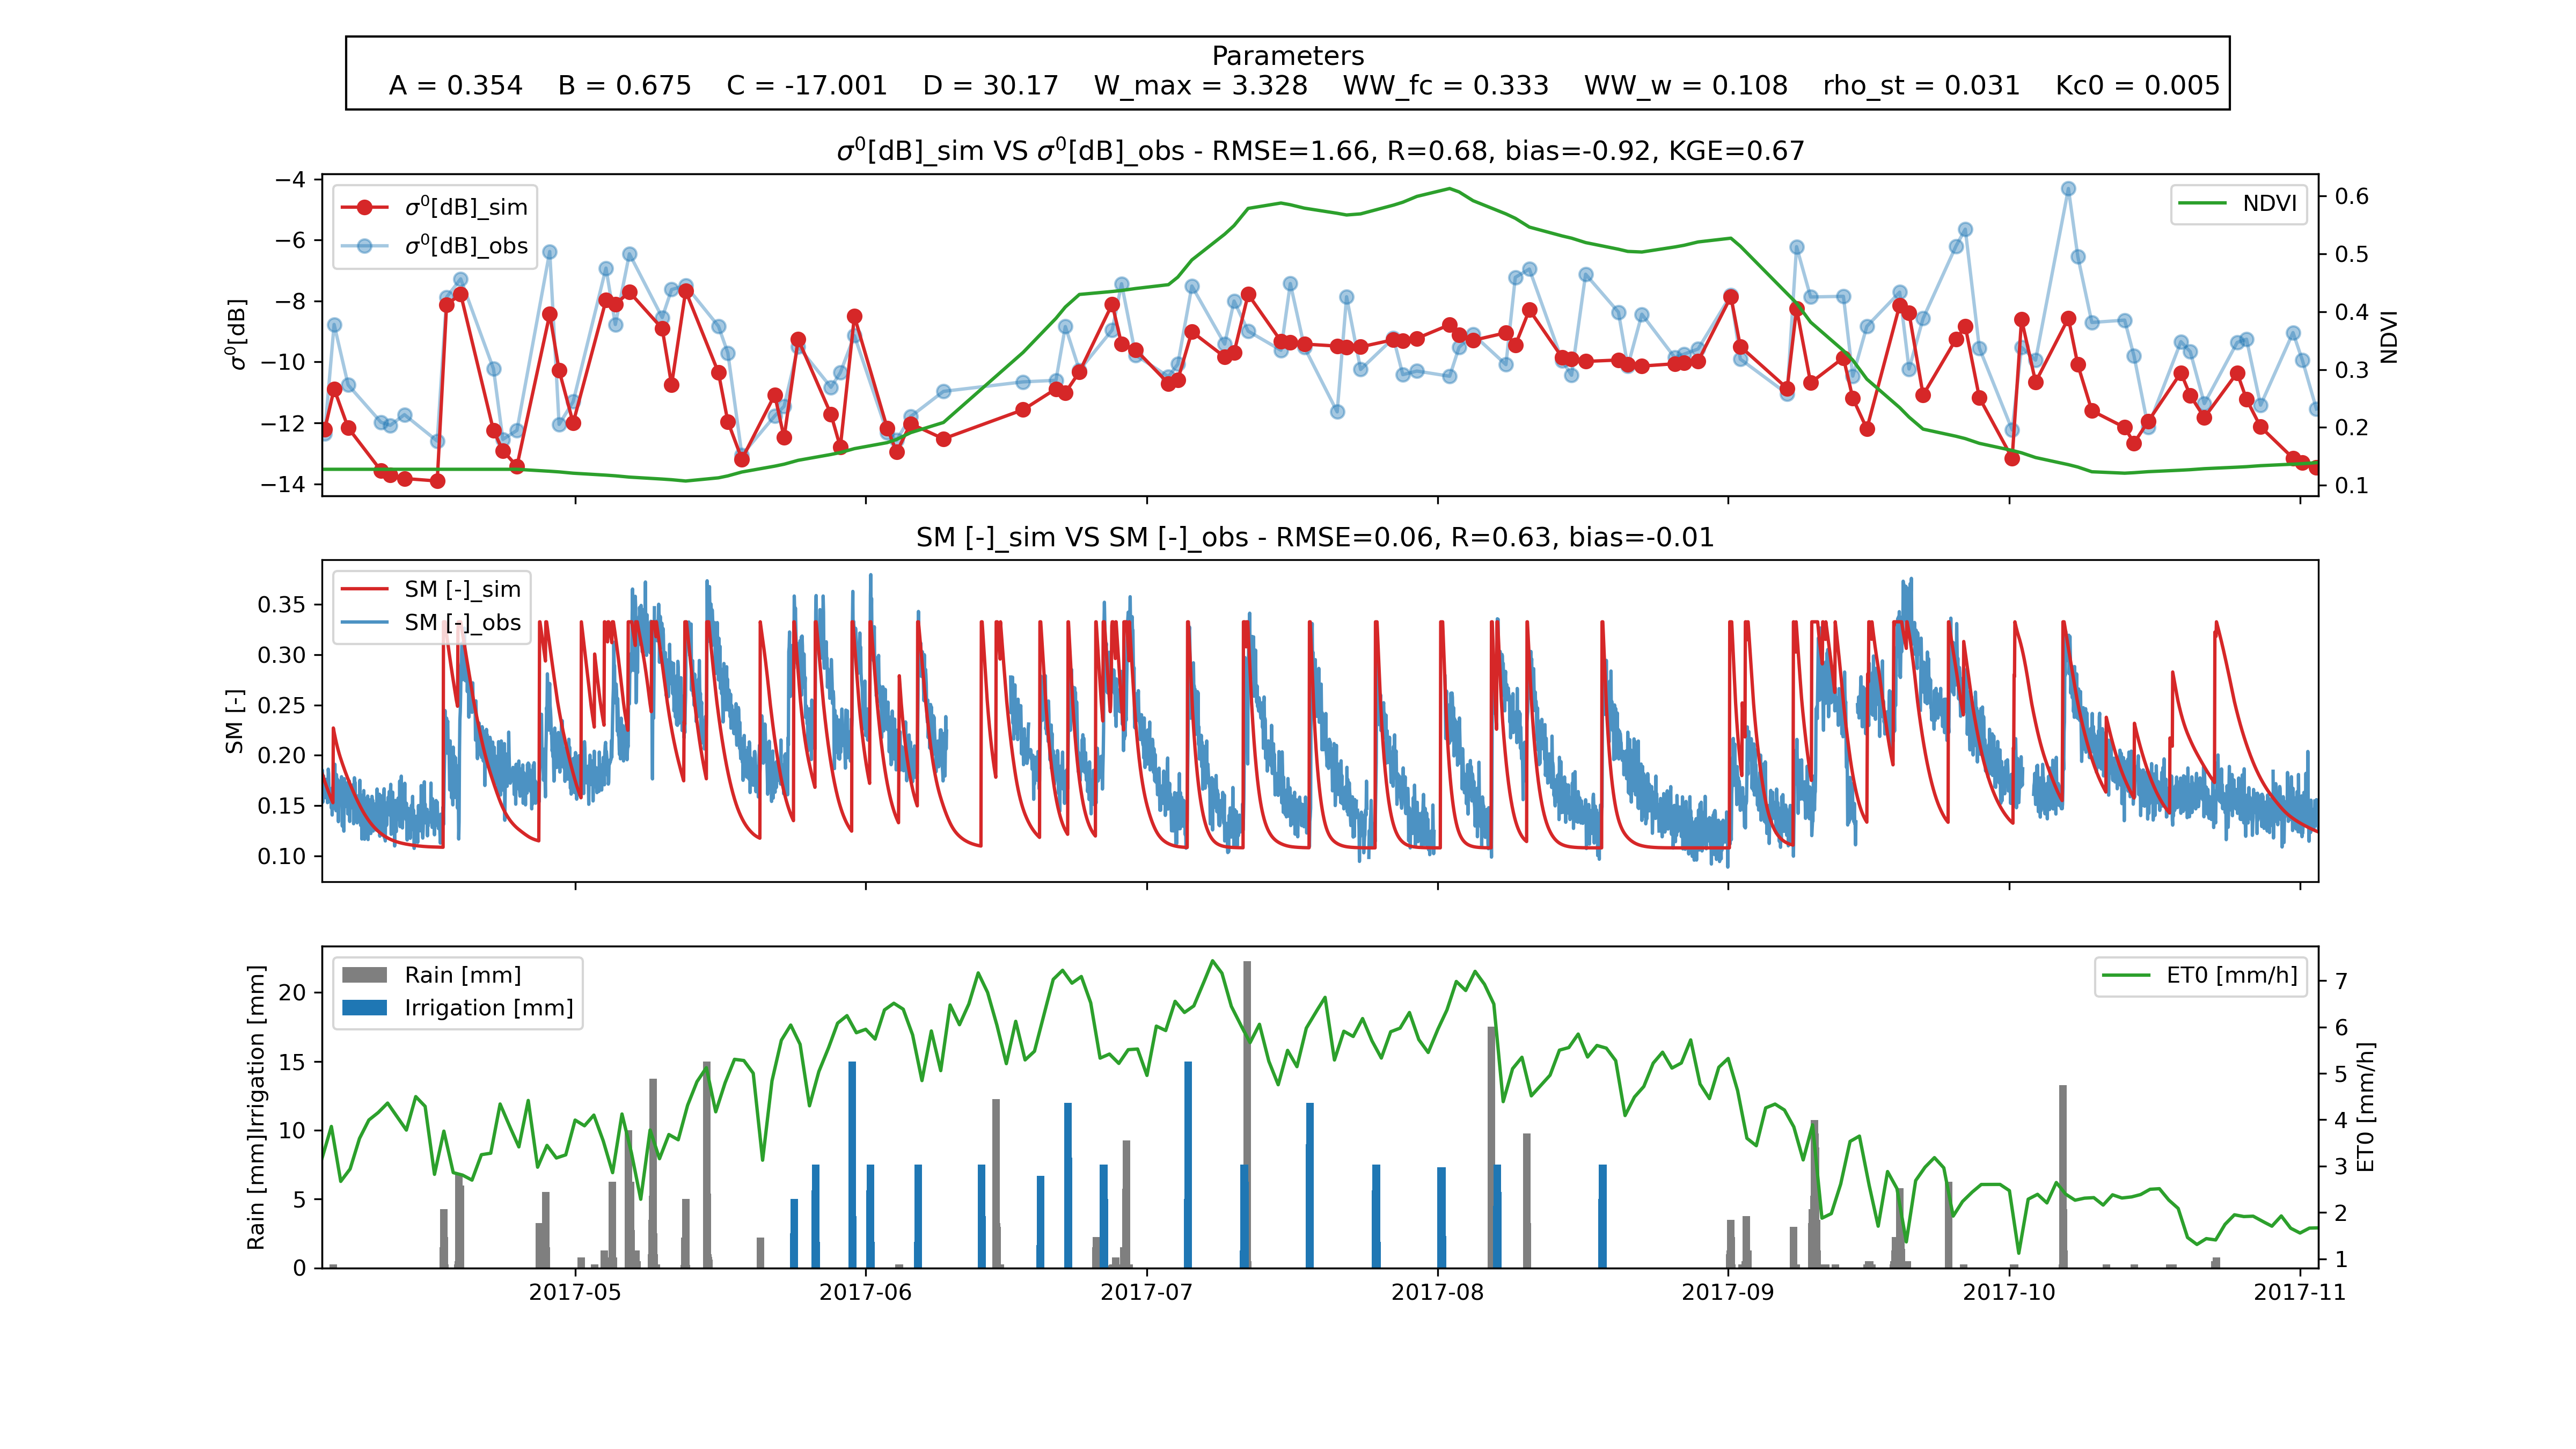 Parameters
A = 0.354 B = 0.675 C = -17.001 D = 30.17 W_max = 3.328 WW_fc = 0.333 WW_w = 0.108 rho_st = 0.031 Kc0 = 0.005
σ⁰[dB]_sim VS σ⁰[dB]_obs - RMSE=1.66, R=0.68, bias=-0.92, KGE=0.67
σ⁰[dB]
−4
−6
−8
−10
−12
−14
σ⁰[dB]_sim
σ⁰[dB]_obs
NDVI
0.6
0.5
0.4
0.3
0.2
0.1
NDVI
SM [-]_sim VS SM [-]_obs - RMSE=0.06, R=0.63, bias=-0.01
SM [-]
0.35
0.30
0.25
0.20
0.15
0.10
SM [-]_sim
SM [-]_obs
Rain [mm]Irrigation [mm]
20
15
10
5
0
Rain [mm]
Irrigation [mm]
ET0 [mm/h]
7
6
5
4
3
2
1
ET0 [mm/h]
2017-05 2017-06 2017-07 2017-08 2017-09 2017-10 2017-11